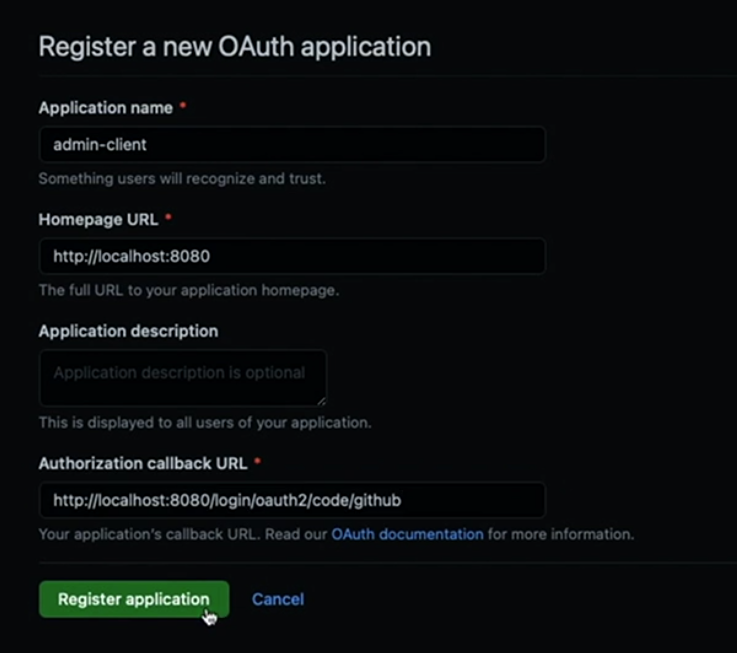 Register a new OAuth application
Application name *
admin-client
Something users will recognize and trust.
Homepage URL *
http://localhost:8080
The full URL to your application homepage.
Application description
Application description is optional
This is displayed to all users of your application.
Authorization callback URL *
http://localhost:8080/login/oauth2/code/github
Your application's callback URL. Read our OAuth documentation for more information.
Register application Cancel